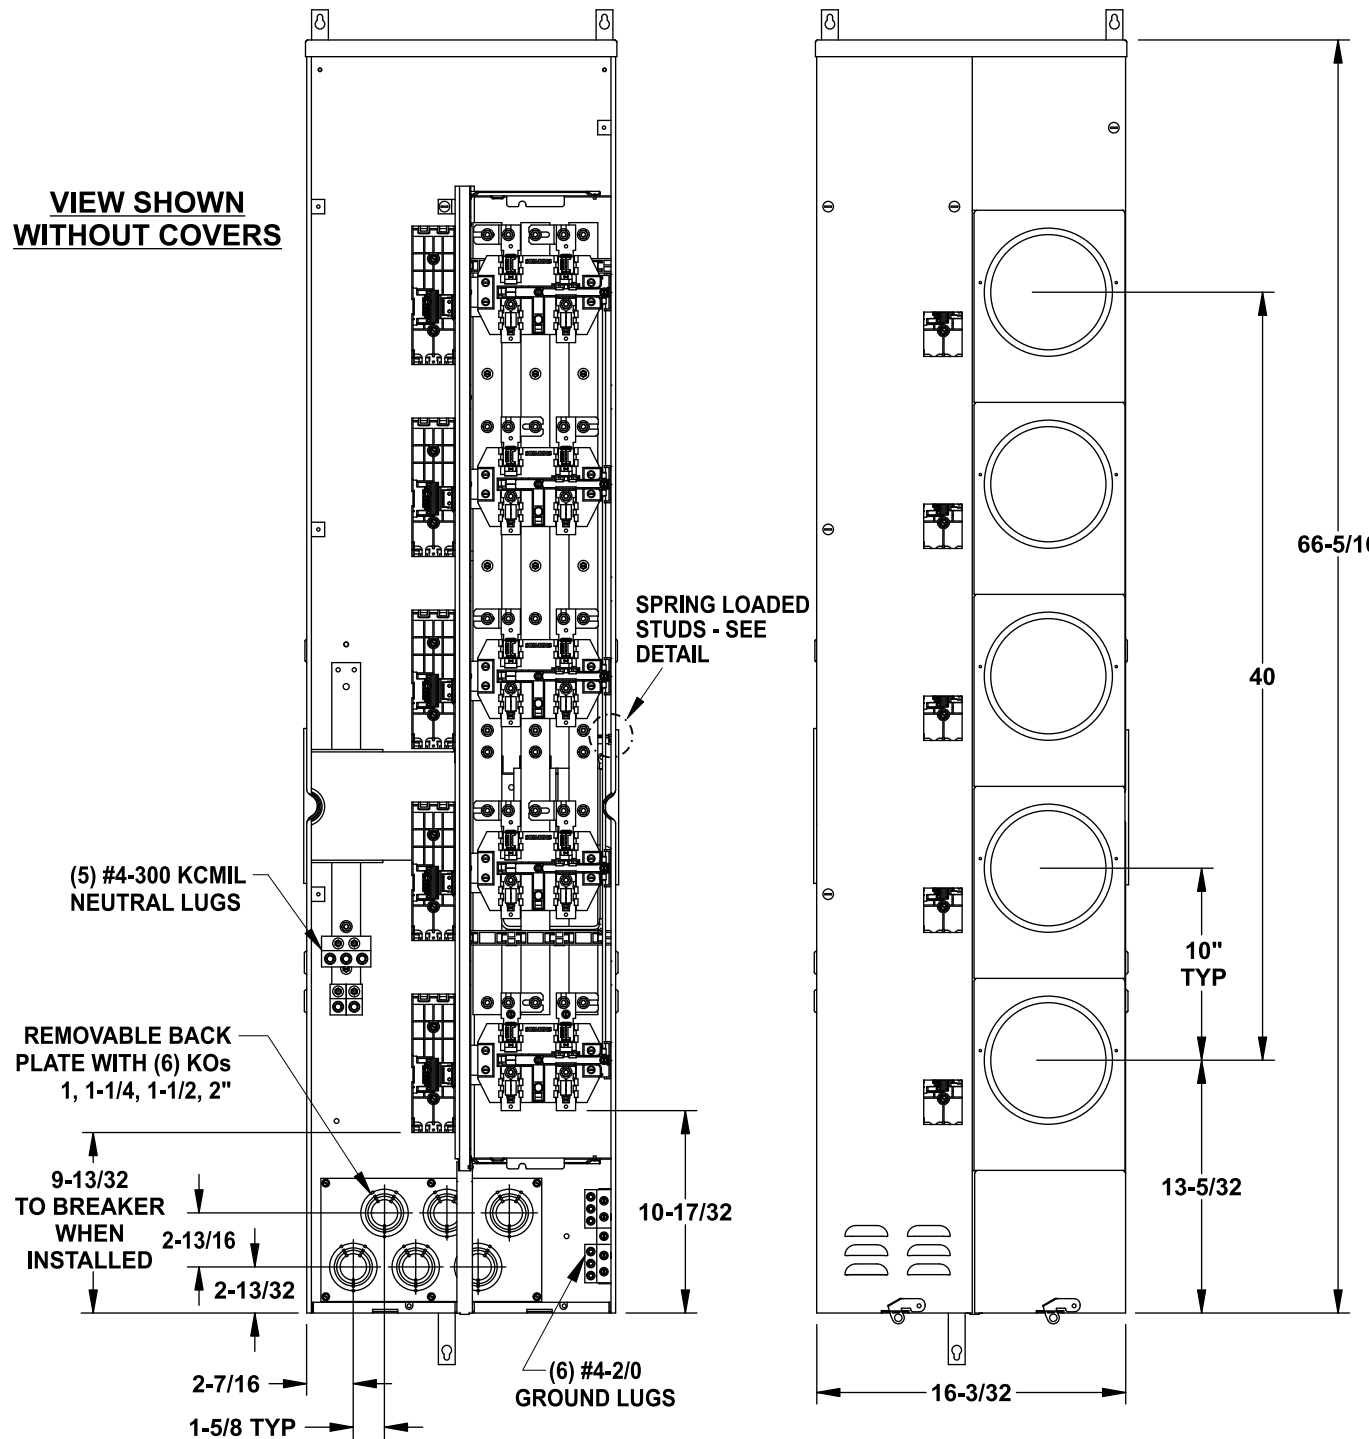 VIEW SHOWN
WITHOUT COVERS
SPRING LOADED
STUDS - SEE
DETAIL
66-5/16
40
(5) #4-300 KCMIL
NEUTRAL LUGS
10"
TYP
REMOVABLE BACK
PLATE WITH (6) KOs
1, 1-1/4, 1-1/2, 2"
9-13/32
TO BREAKER
WHEN
INSTALLED
2-13/16
2-13/32
10-17/32
13-5/32
2-7/16
1-5/8 TYP
(6) #4-2/0
GROUND LUGS
16-3/32